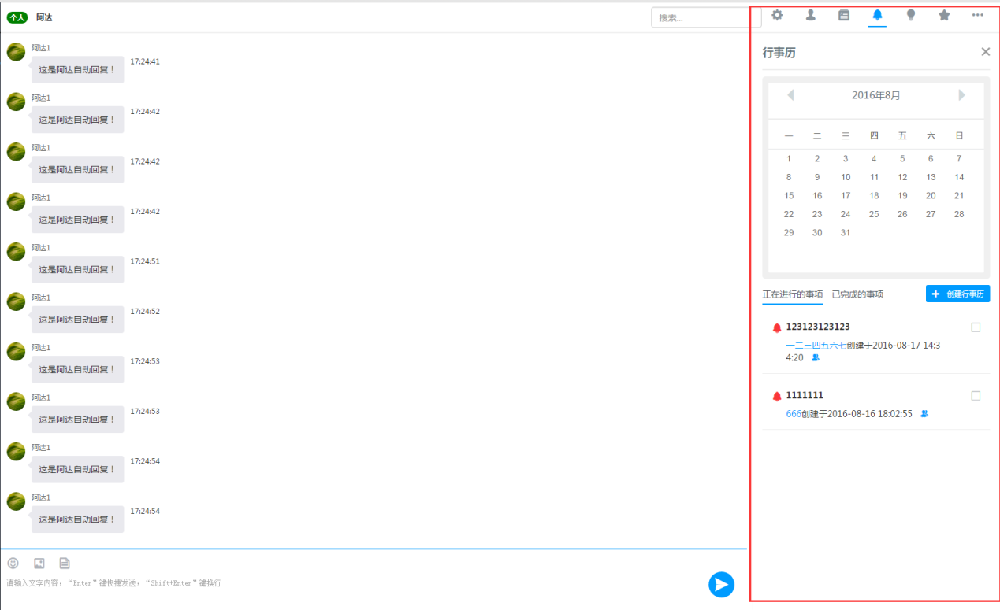 个人 阿达
搜索...
阿达1
这是阿达自动回复！ 17:24:41
阿达1
这是阿达自动回复！ 17:24:42
阿达1
这是阿达自动回复！ 17:24:42
阿达1
这是阿达自动回复！ 17:24:42
阿达1
这是阿达自动回复！ 17:24:51
阿达1
这是阿达自动回复！ 17:24:52
阿达1
这是阿达自动回复！ 17:24:53
阿达1
这是阿达自动回复！ 17:24:53
阿达1
这是阿达自动回复！ 17:24:54
阿达1
这是阿达自动回复！ 17:24:54
请输入文字内容，“Enter”键快捷发送，“Shift+Enter”键换行
行事历
2016年8月
一 二 三 四 五 六 日
1 2 3 4 5 6 7
8 9 10 11 12 13 14
15 16 17 18 19 20 21
22 23 24 25 26 27 28
29 30 31
正在进行的事项 已完成的事项 创建行事历
123123123123
一二三四五六七创建于2016-08-17 14:3
4:20
1111111
666创建于2016-08-16 18:02:55